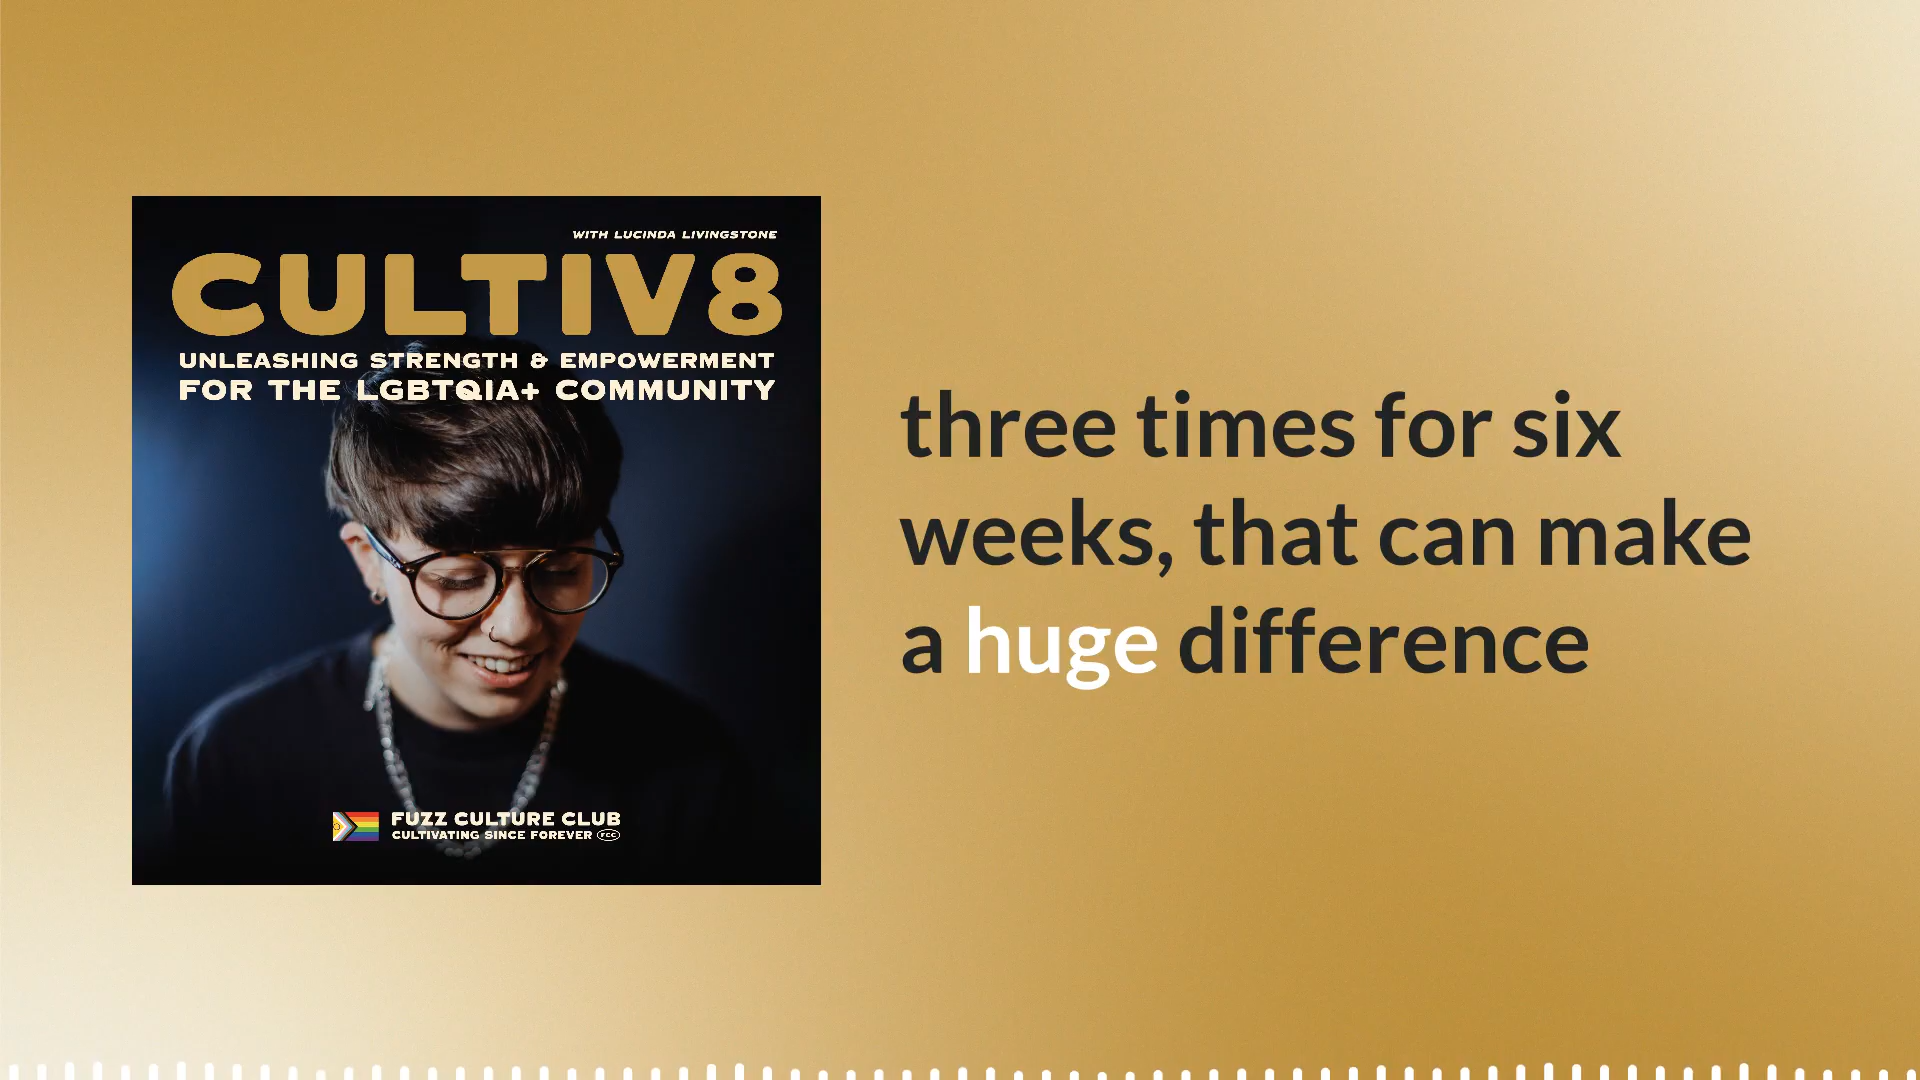 WITH LUCINDA LIVINGSTONE
CULTIV8
UNLEASHING STRENGTH & EMPOWERMENT
FOR THE LGBTQIA+ COMMUNITY
FUZZ CULTURE CLUB
CULTIVATING SINCE FOREVER FCC
three times for six
weeks, that can make
a huge difference